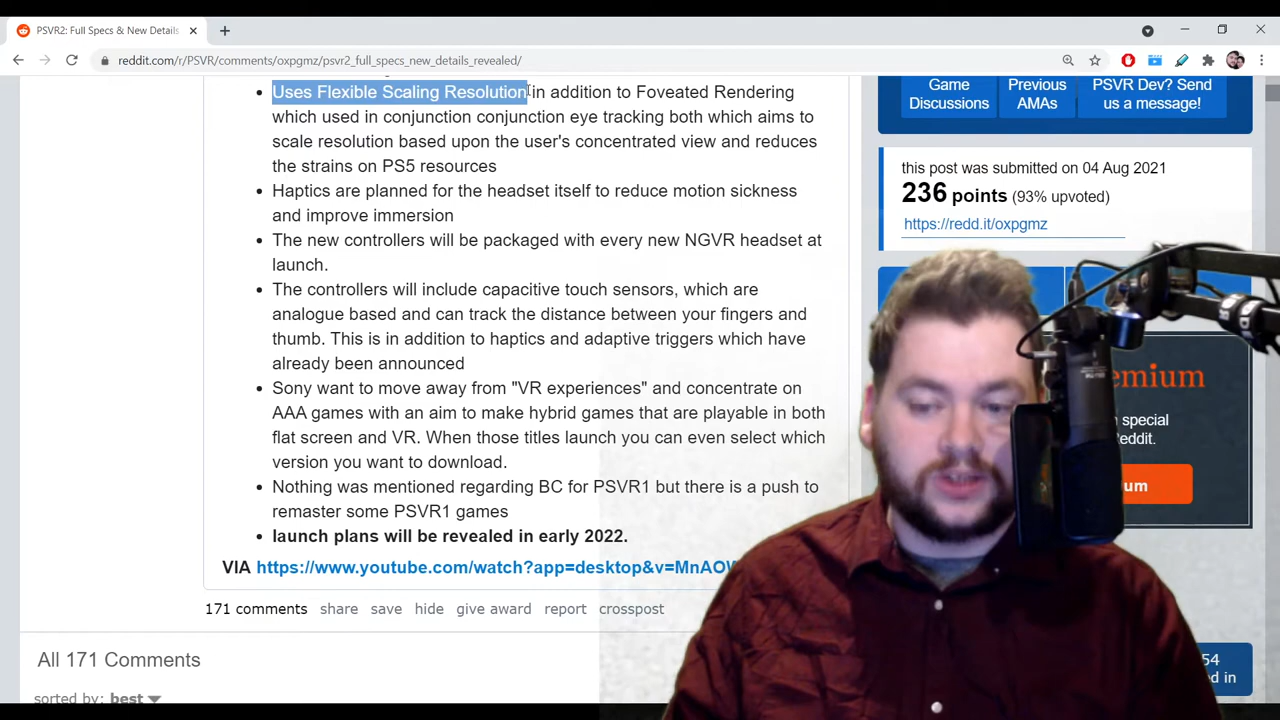 PSVR2: Full Specs & New Details
reddit.com/r/PSVR/comments/oxpgmz/psvr2_full_specs_new_details_revealed/
Uses Flexible Scaling Resolution in addition to Foveated Rendering
which used in conjunction conjunction eye tracking both which aims to
scale resolution based upon the user's concentrated view and reduces
the strains on PS5 resources
Haptics are planned for the headset itself to reduce motion sickness
and improve immersion
The new controllers will be packaged with every new NGVR headset at
launch.
The controllers will include capacitive touch sensors, which are
analogue based and can track the distance between your fingers and
thumb. This is in addition to haptics and adaptive triggers which have
already been announced
Sony want to move away from "VR experiences" and concentrate on
AAA games with an aim to make hybrid games that are playable in both
flat screen and VR. When those titles launch you can even select which
version you want to download.
Nothing was mentioned regarding BC for PSVR1 but there is a push to
remaster some PSVR1 games
launch plans will be revealed in early 2022.
VIA https://www.youtube.com/watch?app=desktop&v=MnAOW
171 comments share save hide give award report crosspost
All 171 Comments
sorted by: best
Game
Discussions
Previous
AMAs
PSVR Dev? Send
us a message!
this post was submitted on 04 Aug 2021
236 points (93% upvoted)
https://redd.it/oxpgmz
emium
special
Reddit.
um
54
d in